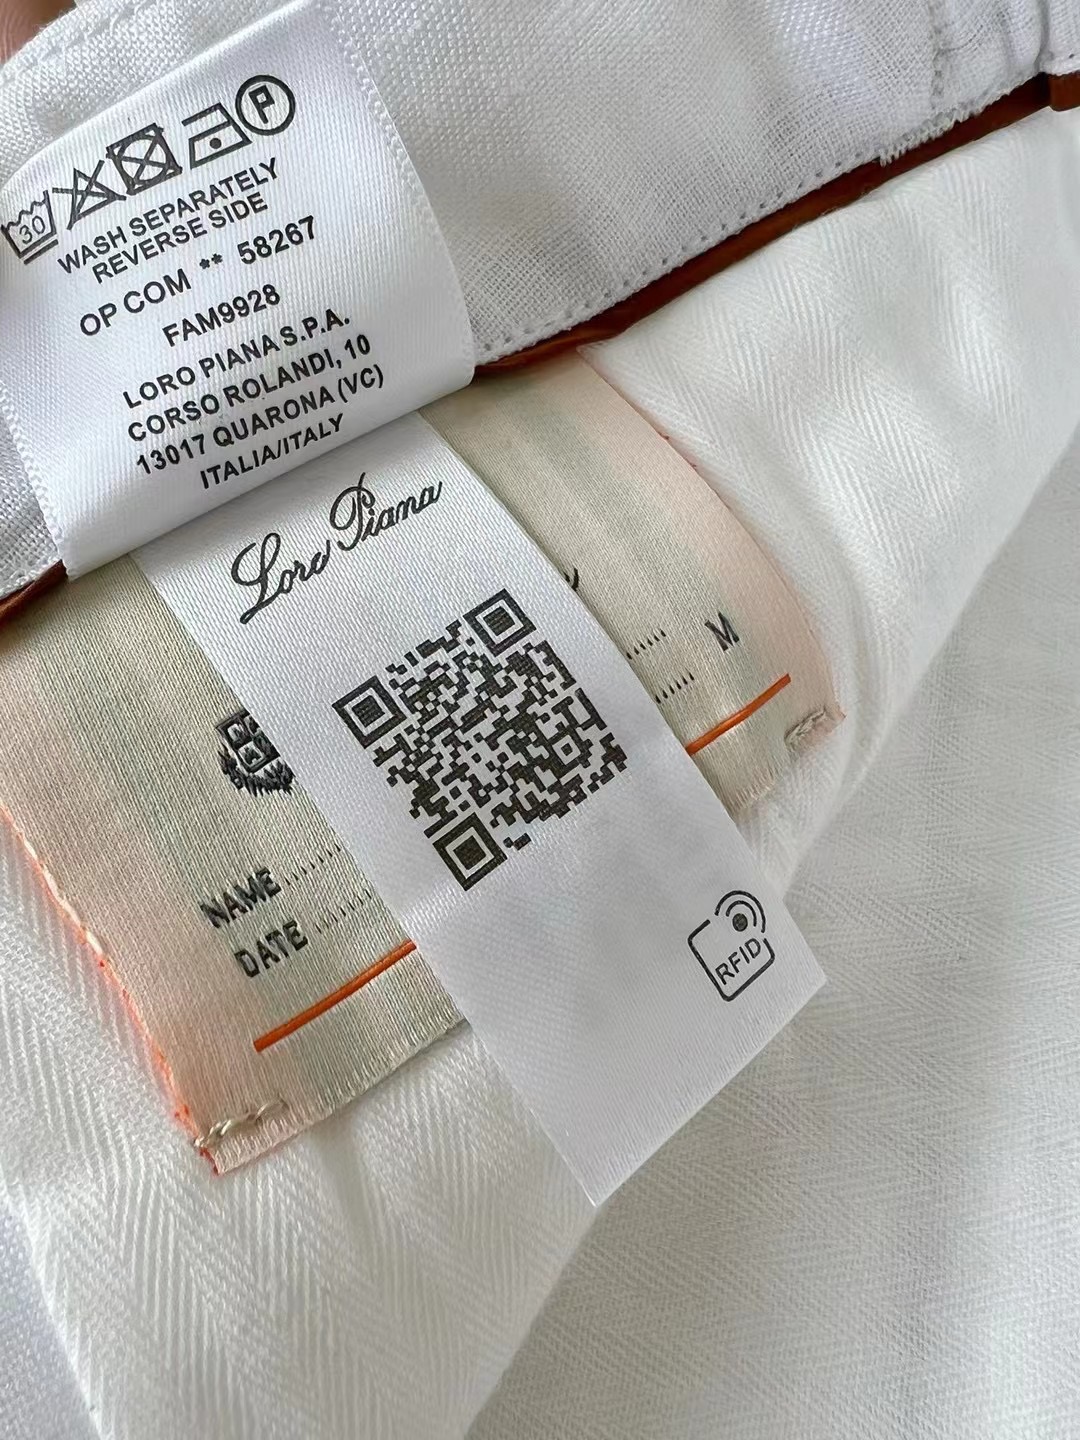 30
P
WASH SEPARATELY
REVERSE SIDE
OP COM ** 58267
FAM9928
LORO PIANA S.P.A.
CORSO ROLANDI, 10
13017 QUARONA (VC)
ITALIA/ITALY
Loro Piana
M
NAME
DATE
RFID